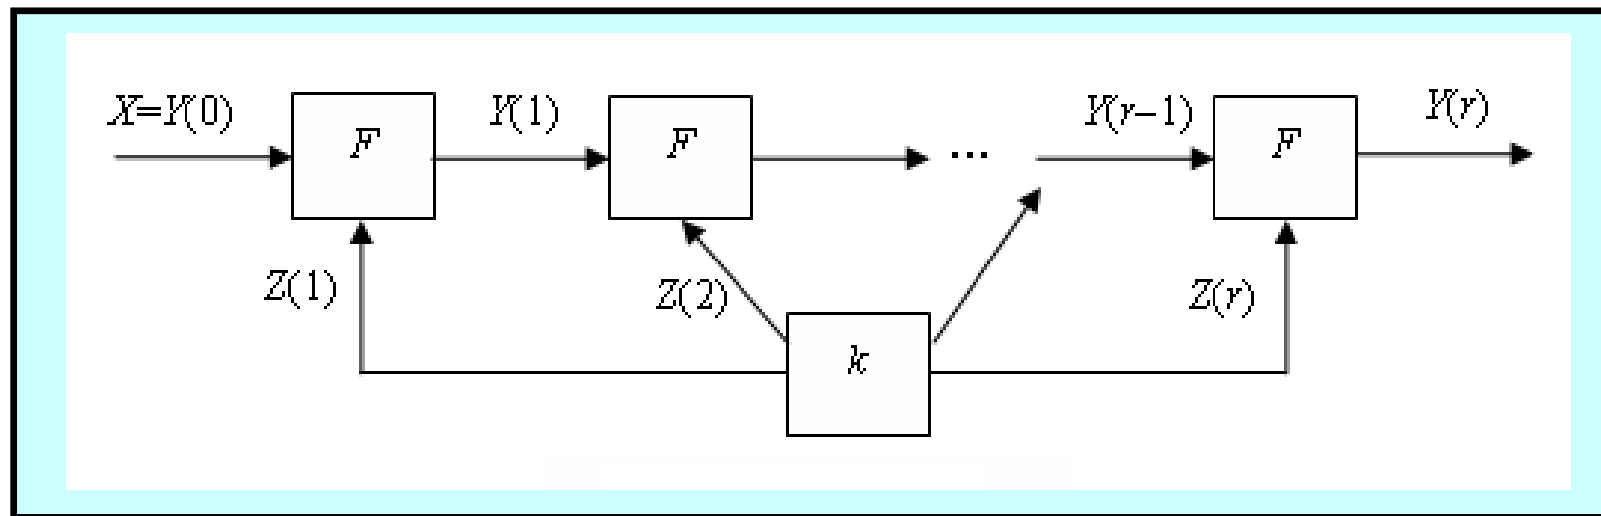 X=Y(0)
F
Y(1)
F
...
Y(r-1)
F
Y(r)
Z(1)
Z(2)
k
Z(r)